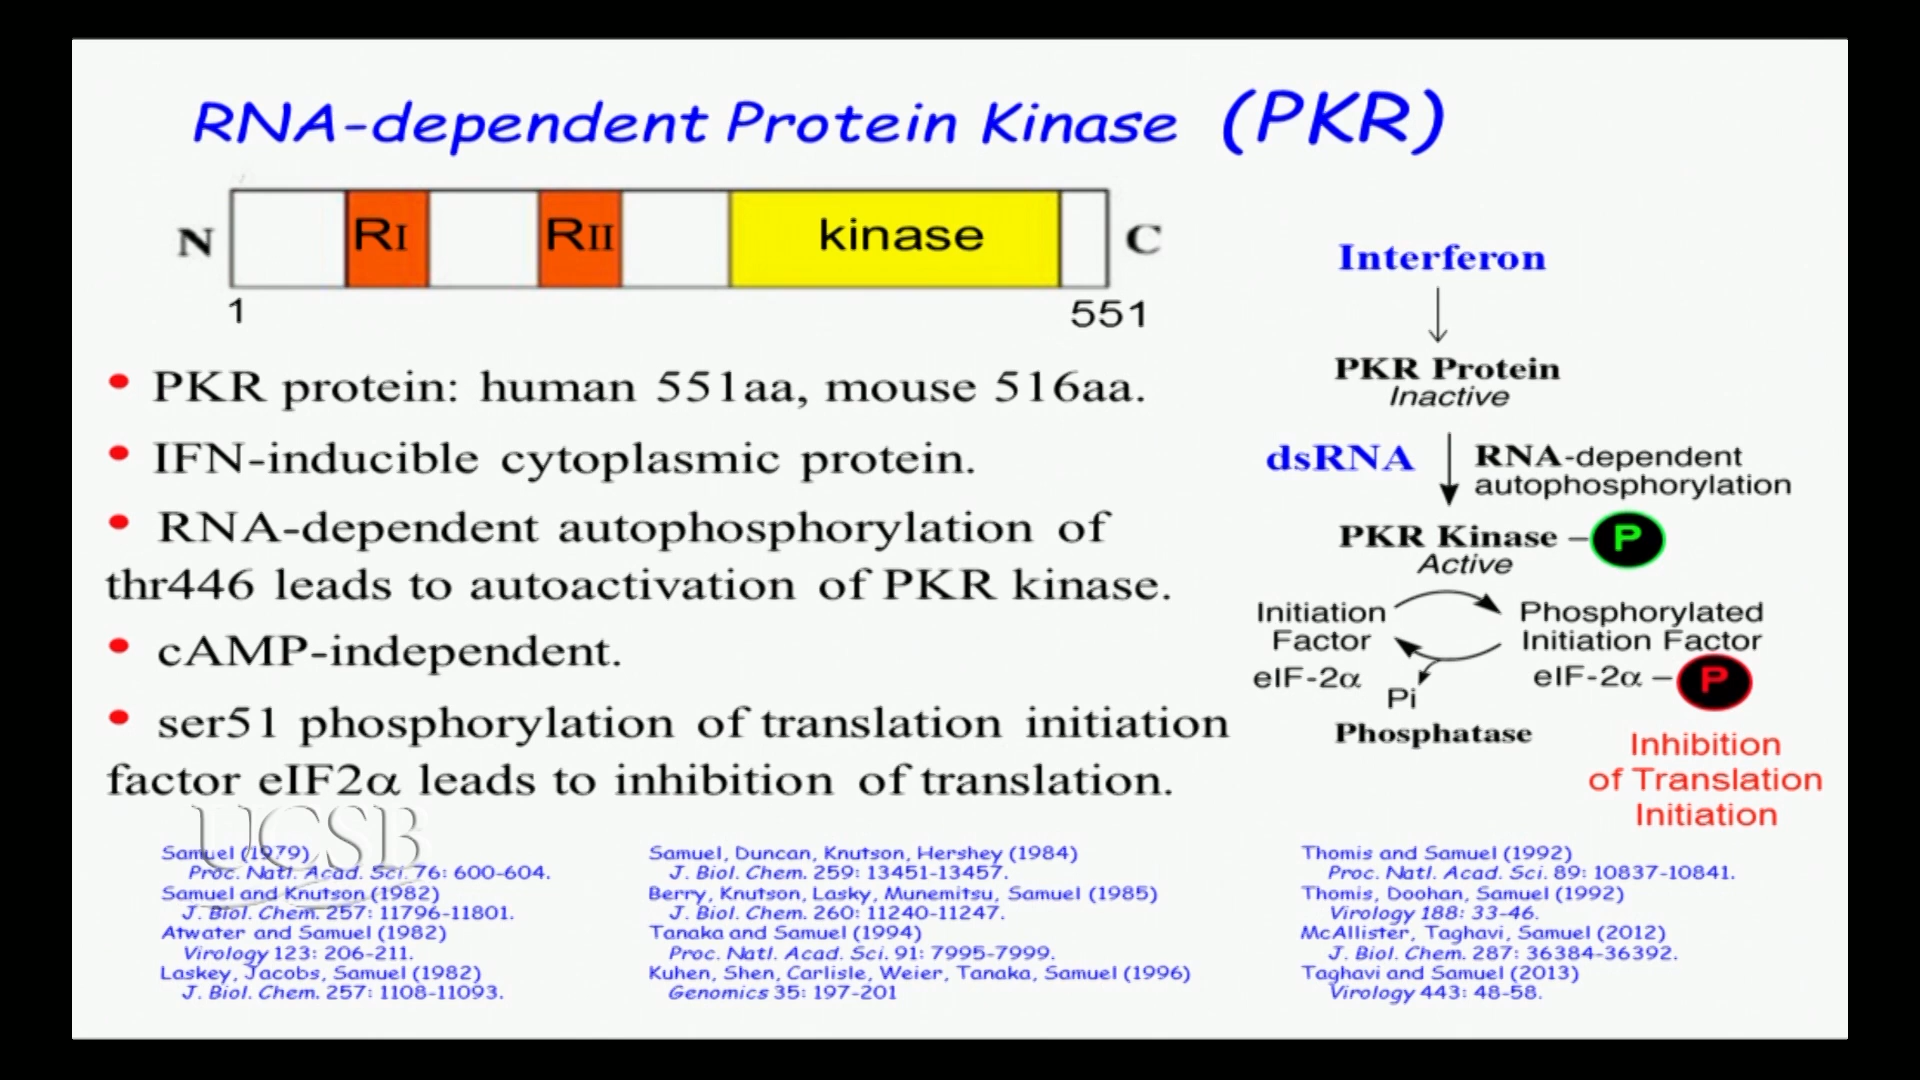 RNA-dependent Protein Kinase (PKR)
N RI RII kinase C
1 551
• PKR protein: human 551aa, mouse 516aa.
• IFN-inducible cytoplasmic protein.
• RNA-dependent autophosphorylation of
thr446 leads to autoactivation of PKR kinase.
• cAMP-independent.
• ser51 phosphorylation of translation initiation
factor eIF2α leads to inhibition of translation.
Interferon
PKR Protein
Inactive
dsRNA
RNA-dependent
autophosphorylation
PKR Kinase – P
Active
Initiation
Factor
eIF-2α
Phosphorylated
Initiation Factor
eIF-2α – P
Pi
Phosphatase
Inhibition
of Translation
Initiation
UCSB
Samuel (1979)
Proc. Natl. Acad. Sci. 76: 600-604.
Samuel and Knutson (1982)
J. Biol. Chem. 257: 11796-11801.
Atwater and Samuel (1982)
Virology 123: 206-211.
Laskey, Jacobs, Samuel (1982)
J. Biol. Chem. 257: 1108-11093.
Samuel, Duncan, Knutson, Hershey (1984)
J. Biol. Chem. 259: 13451-13457.
Berry, Knutson, Lasky, Munemitsu, Samuel (1985)
J. Biol. Chem. 260: 11240-11247.
Tanaka and Samuel (1994)
Proc. Natl. Acad. Sci. 91: 7995-7999.
Kuhen, Shen, Carlisle, Weier, Tanaka, Samuel (1996)
Genomics 35: 197-201
Thomis and Samuel (1992)
Proc. Natl. Acad. Sci. 89: 10837-10841.
Thomis, Doohan, Samuel (1992)
Virology 188: 33-46.
McAllister, Taghavi, Samuel (2012)
J. Biol. Chem. 287: 36384-36392.
Taghavi and Samuel (2013)
Virology 443: 48-58.